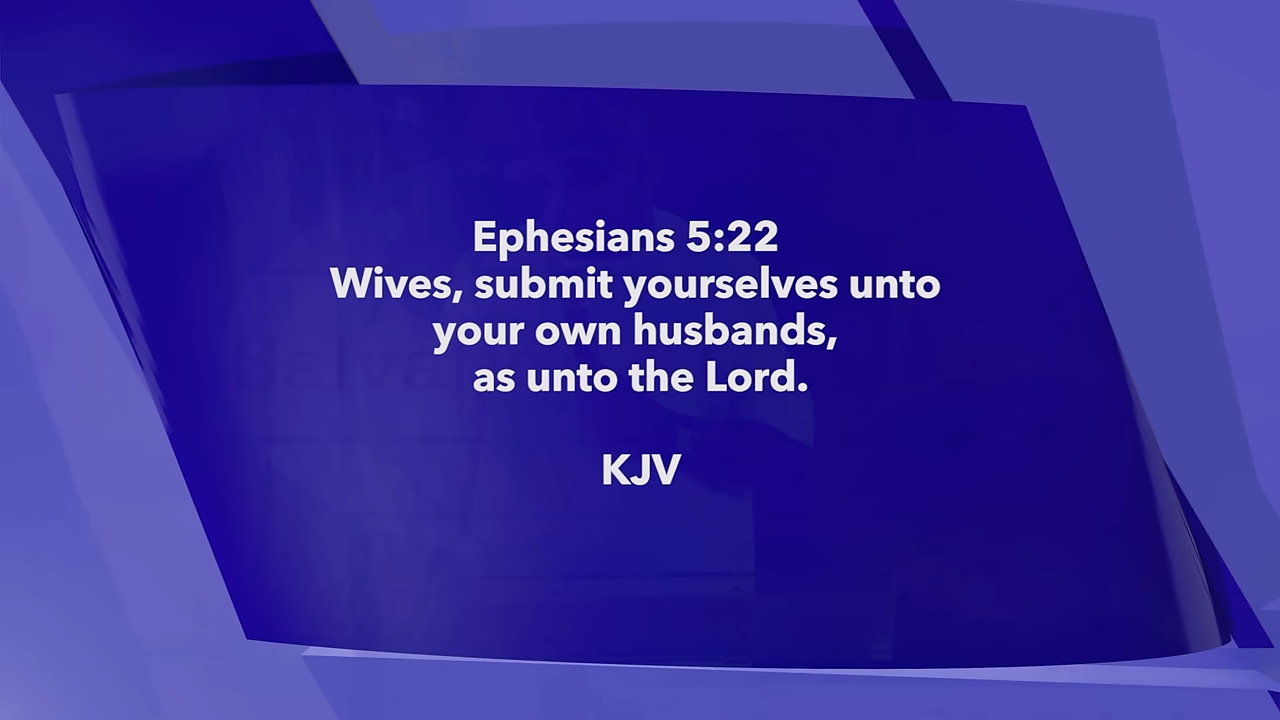 Ephesians 5:22
Wives, submit yourselves unto
your own husbands,
as unto the Lord.
KJV